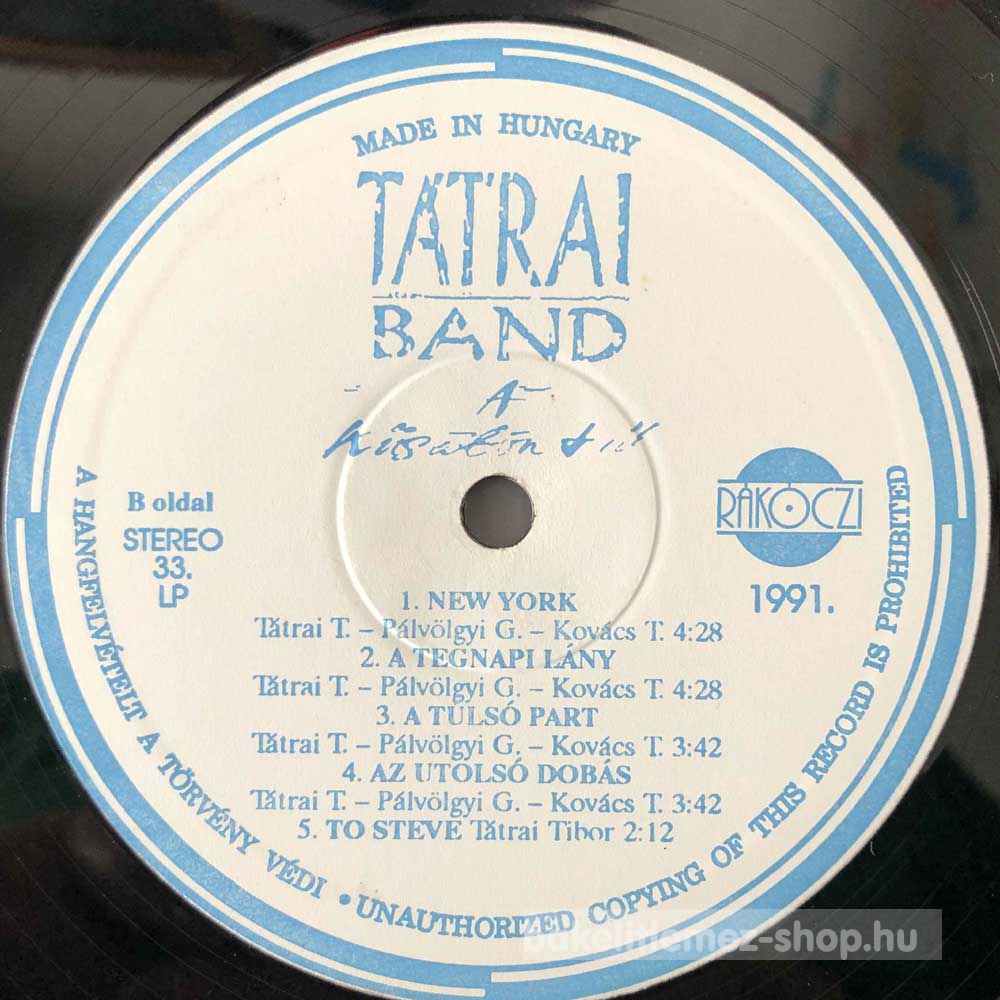 MADE IN HUNGARY
TÁTRAI
BAND
A
Küszöbön túl
B oldal
STEREO
33.
LP
RÁKÓCZI
1991.
1. NEW YORK
Tátrai T. – Pálvölgyi G. – Kovács T. 4:28
2. A TEGNAPI LÁNY
Tátrai T. – Pálvölgyi G. – Kovács T. 4:28
3. A TÚLSÓ PART
Tátrai T. – Pálvölgyi G. – Kovács T. 3:42
4. AZ UTOLSÓ DOBÁS
Tátrai T. – Pálvölgyi G. – Kovács T. 3:42
5. TO STEVE Tátrai Tibor 2:12
A HANGFELVÉTELT A TÖRVÉNY VÉDI • UNAUTHORIZED COPYING OF THIS RECORD IS PROHIBITED
bakelitlemez-shop.hu